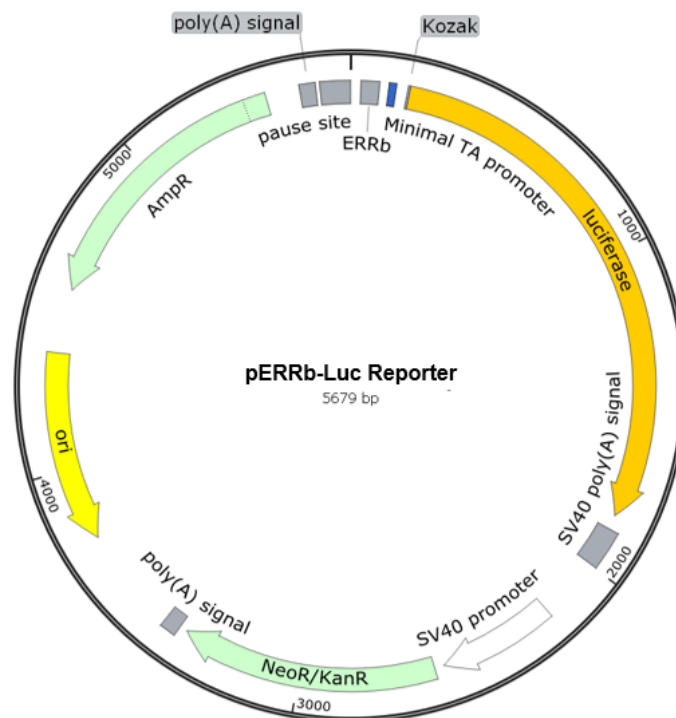 poly(A) signal
Kozak
pause site
ERRb
Minimal TA promoter
luciferase
1000
SV40 poly(A) signal
2000
SV40 promoter
NeoR/KanR
3000
poly(A) signal
ori
4000
AmpR
5000
pERRb-Luc Reporter
5679 bp